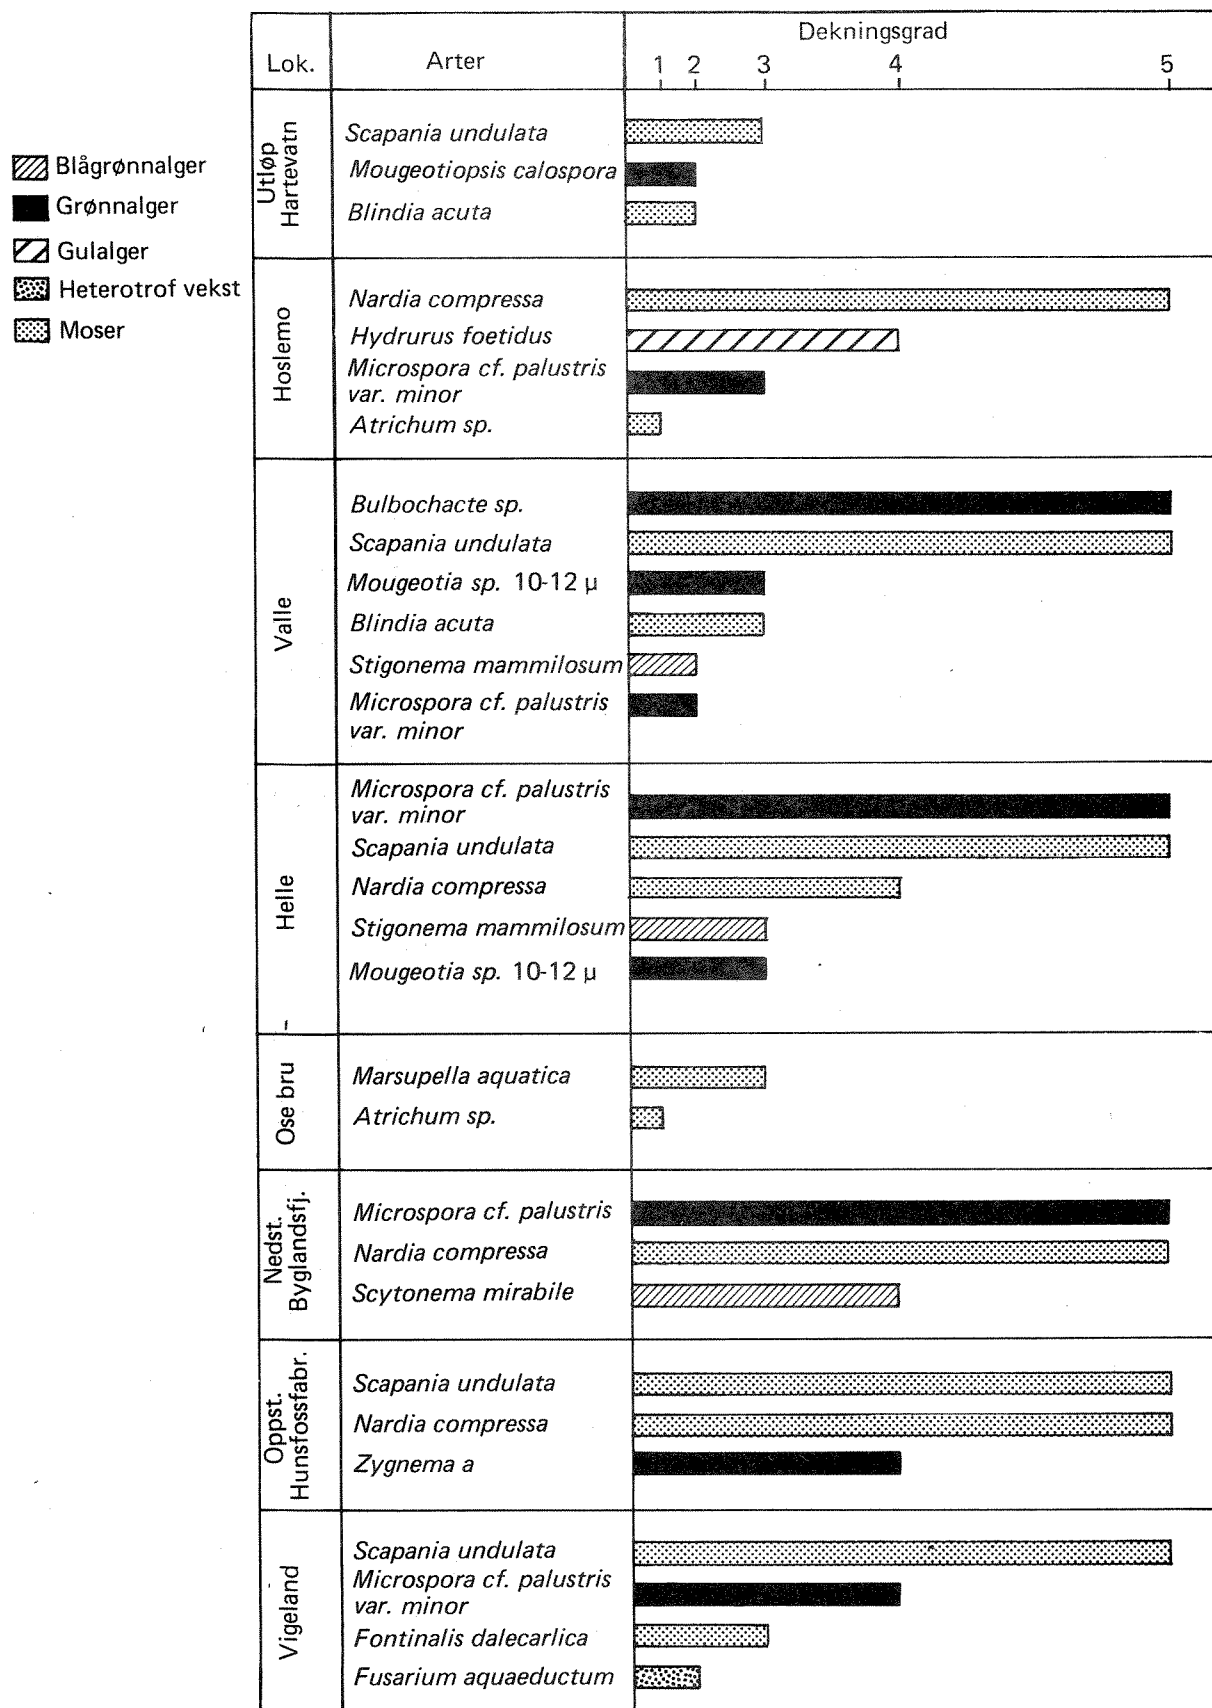 Dekningsgrad
Lok.
Arter
1 2 3 4 5
Blågrønnalger
Grønnalger
Gulalger
Heterotrof vekst
Moser
Utløp
Hartevatn
Scapania undulata
Mougeotiopsis calospora
Blindia acuta
Hoslemo
Nardia compressa
Hydrurus foetidus
Microspora cf. palustris
var. minor
Atrichum sp.
Valle
Bulbochacte sp.
Scapania undulata
Mougeotia sp. 10-12 µ
Blindia acuta
Stigonema mammilosum
Microspora cf. palustris
var. minor
Helle
Microspora cf. palustris
var. minor
Scapania undulata
Nardia compressa
Stigonema mammilosum
Mougeotia sp. 10-12 µ
Ose bru
Marsupella aquatica
Atrichum sp.
Nedst.
Byglandsfj.
Microspora cf. palustris
Nardia compressa
Scytonema mirabile
Oppst.
Hunsfossfabr.
Scapania undulata
Nardia compressa
Zygnema a
Vigeland
Scapania undulata
Microspora cf. palustris
var. minor
Fontinalis dalecarlica
Fusarium aquaeductum